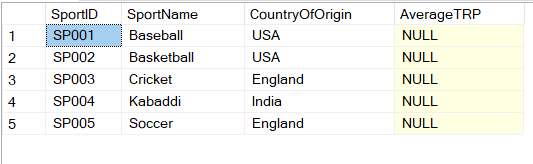 SportID SportName CountryOfOrigin AverageTRP
1 SP001 Baseball USA NULL
2 SP002 Basketball USA NULL
3 SP003 Cricket England NULL
4 SP004 Kabaddi India NULL
5 SP005 Soccer England NULL